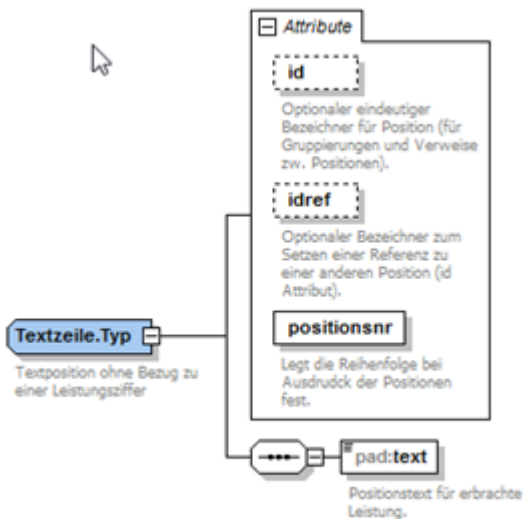 Attribute
id
Optionaler eindeutiger
Bezeichner für Position (für
Gruppierungen und Verweise
zw. Positionen).
idref
Optionaler Bezeichner zum
Setzen einer Referenz zu
einer anderen Position (id
Attribut).
positionsnr
Legt die Reihenfolge bei
Ausdrudck der Positionen
fest.
Textzeile.Typ
Textposition ohne Bezug zu
einer Leistungsziffer
pad:text
Positionstext für erbrachte
Leistung.